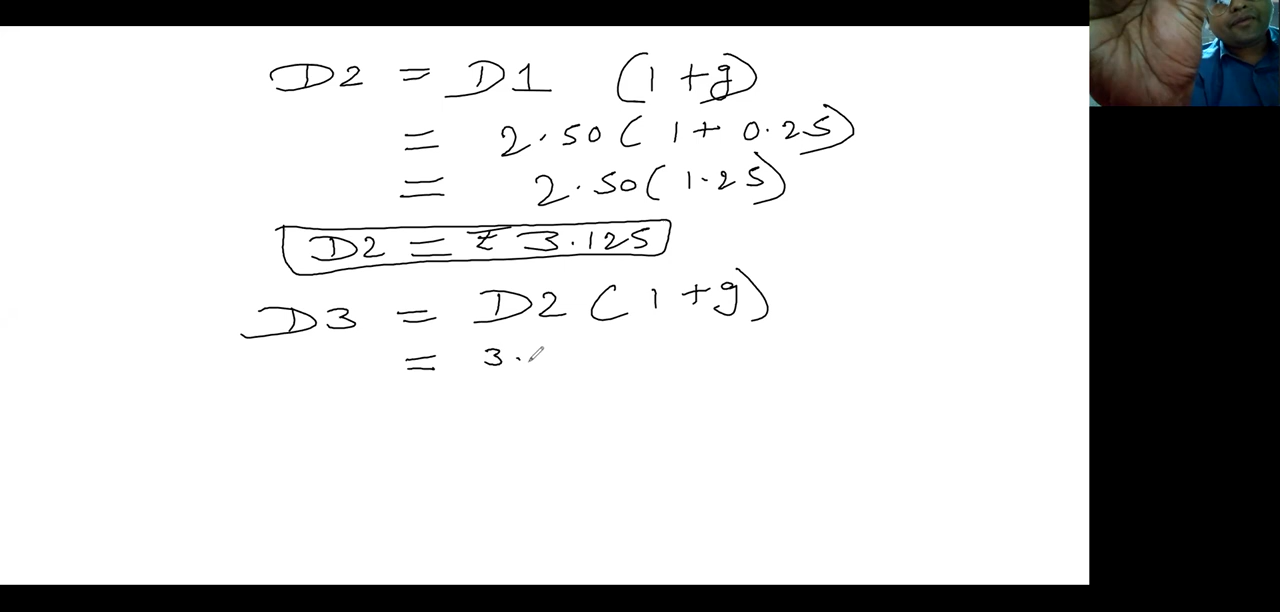 D2 = D1 (1+g)
= 2.50(1+0.25)
= 2.50(1.25)
D2 = ₹ 3.125
D3 = D2(1+g)
= 3.